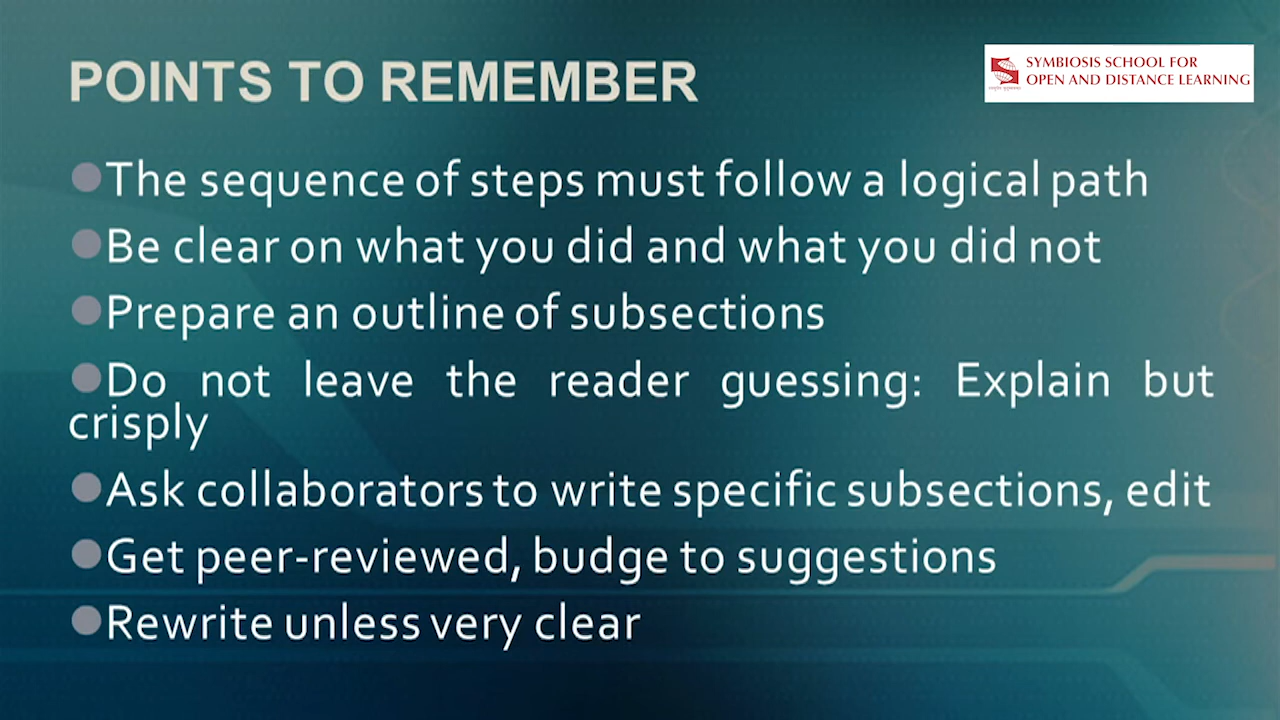 POINTS TO REMEMBER
SYMBIOSIS SCHOOL FOR
OPEN AND DISTANCE LEARNING
The sequence of steps must follow a logical path
Be clear on what you did and what you did not
Prepare an outline of subsections
Do not leave the reader guessing: Explain but
crisply
Ask collaborators to write specific subsections, edit
Get peer-reviewed, budge to suggestions
Rewrite unless very clear